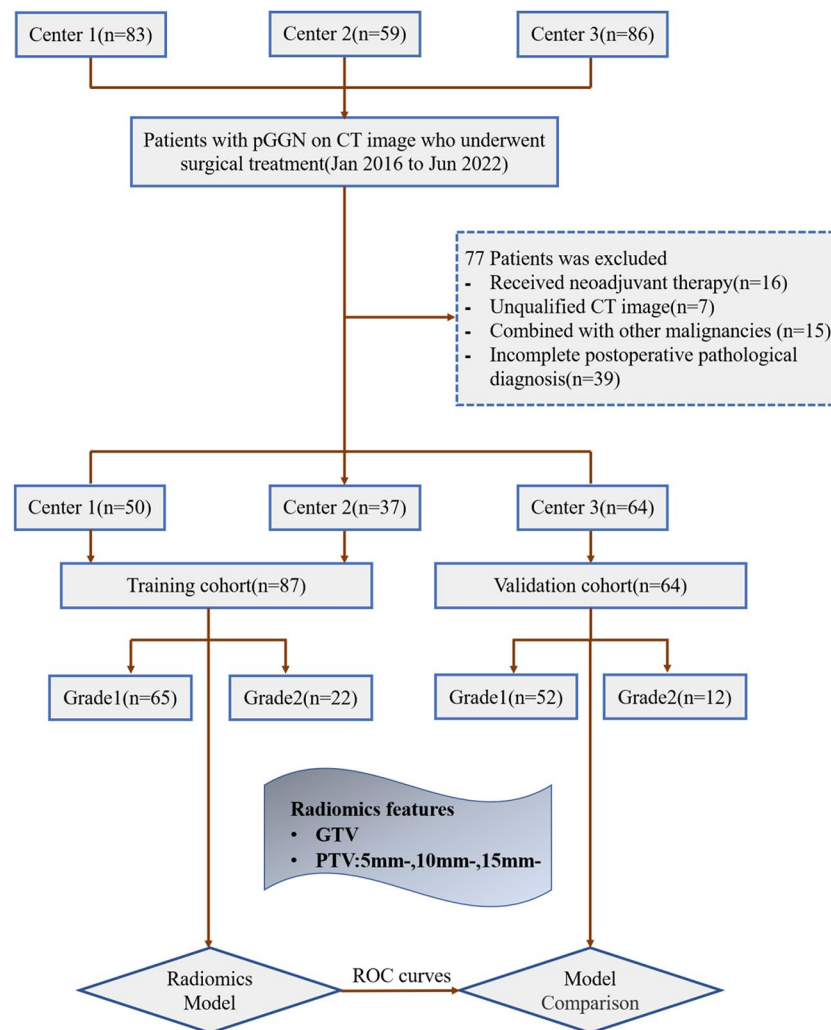 Center 1(n=83)
Center 2(n=59)
Center 3(n=86)
Patients with pGGN on CT image who underwent
surgical treatment(Jan 2016 to Jun 2022)
77 Patients was excluded
- Received neoadjuvant therapy(n=16)
- Unqualified CT image(n=7)
- Combined with other malignancies (n=15)
- Incomplete postoperative pathological
diagnosis(n=39)
Center 1(n=50)
Center 2(n=37)
Center 3(n=64)
Training cohort(n=87)
Validation cohort(n=64)
Grade1(n=65)
Grade2(n=22)
Grade1(n=52)
Grade2(n=12)
Radiomics features
• GTV
• PTV:5mm-,10mm-,15mm-
Radiomics
Model
ROC curves
Model
Comparison